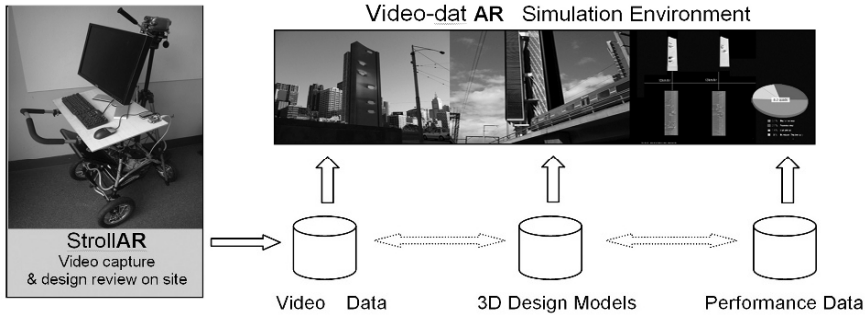 Video-dat AR Simulation Environment
StrollAR
Video capture
& design review on site
Video Data
3D Design Models
Performance Data